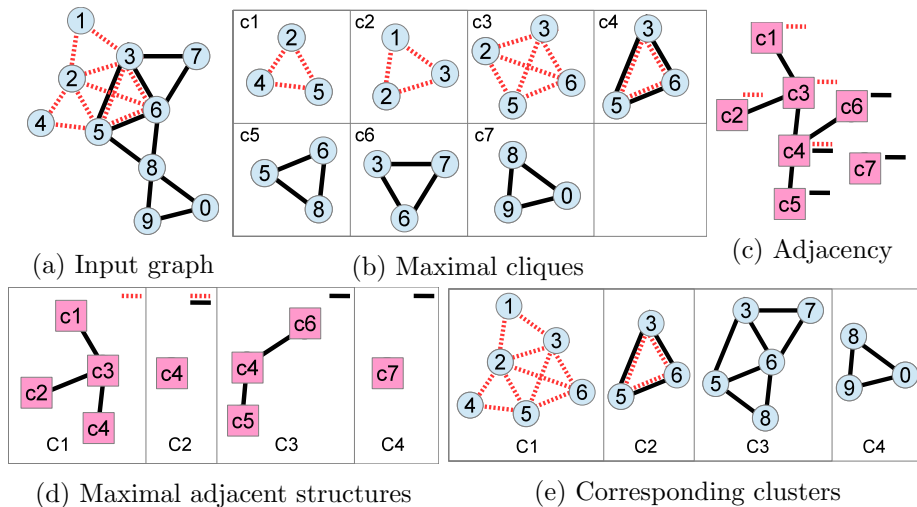 1
3 7
2
6
4 5
8
9 0
(a) Input graph
c1
2
4 5
c2
1
3
2
c3
3
2
6
5
c4
3
5 6
c5
6
5
8
c6
3 7
6
c7
8
9 0
(b) Maximal cliques
c1
c3
c2 c6
c4
c7
c5
(c) Adjacency
c1
c3
c2
c4
C1
c4
C2
c6
c4
c5
C3
c7
C4
(d) Maximal adjacent structures
1
3
2
6
4 5
C1
3
6
5
C2
3 7
6
5
8
C3
8
9 0
C4
(e) Corresponding clusters